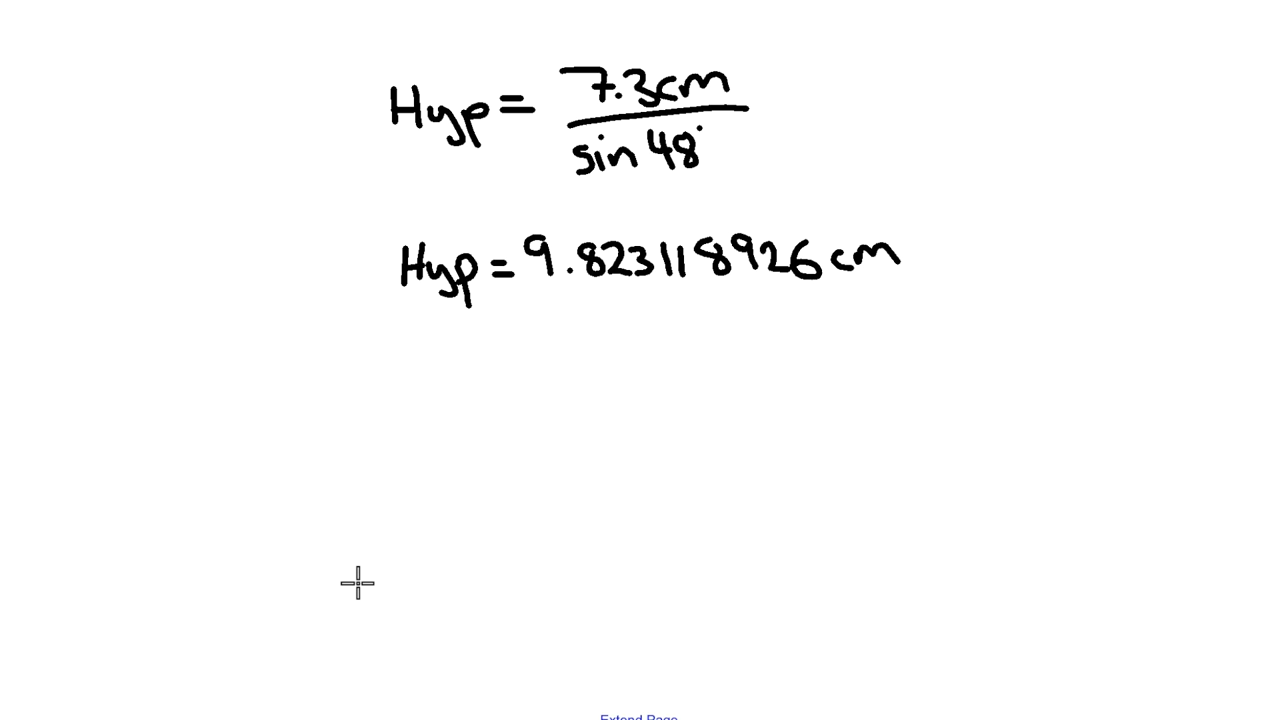 Hyp = 7.3cm / sin 48°
Hyp = 9.823118926 cm
Extend Page